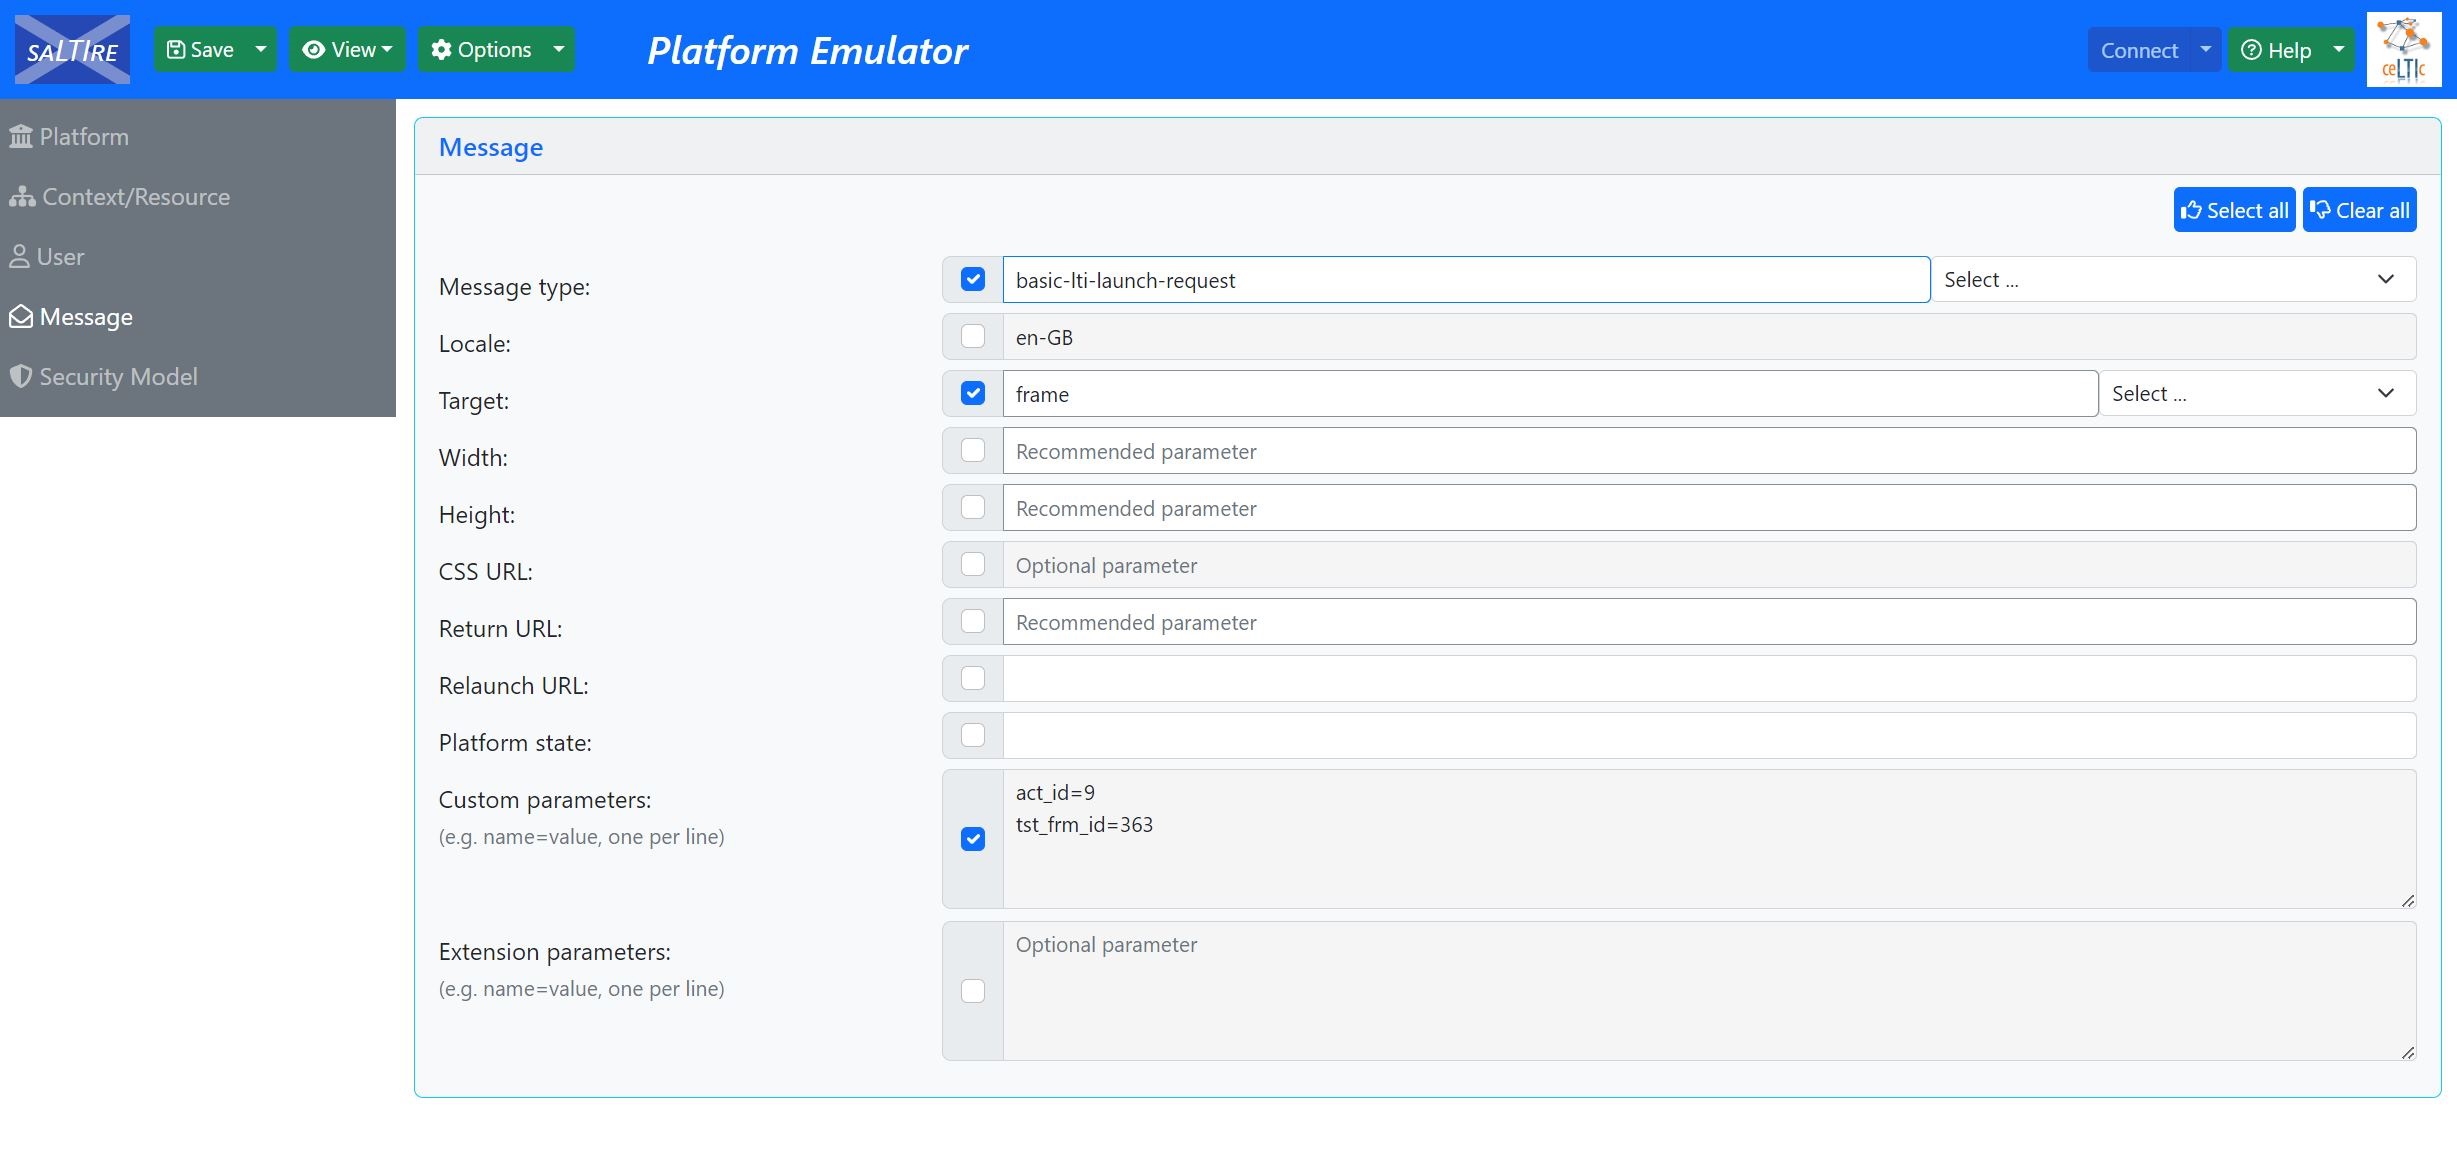 saLTIre
Save
View
Options
Platform Emulator
Connect
Help
ceLTIc
Platform
Context/Resource
User
Message
Security Model
Message
Select all
Clear all
Message type:
basic-lti-launch-request
Select ...
Locale:
en-GB
Target:
frame
Select ...
Width:
Recommended parameter
Height:
Recommended parameter
CSS URL:
Optional parameter
Return URL:
Recommended parameter
Relaunch URL:
Platform state:
Custom parameters:
(e.g. name=value, one per line)
act_id=9
tst_frm_id=363
Extension parameters:
(e.g. name=value, one per line)
Optional parameter